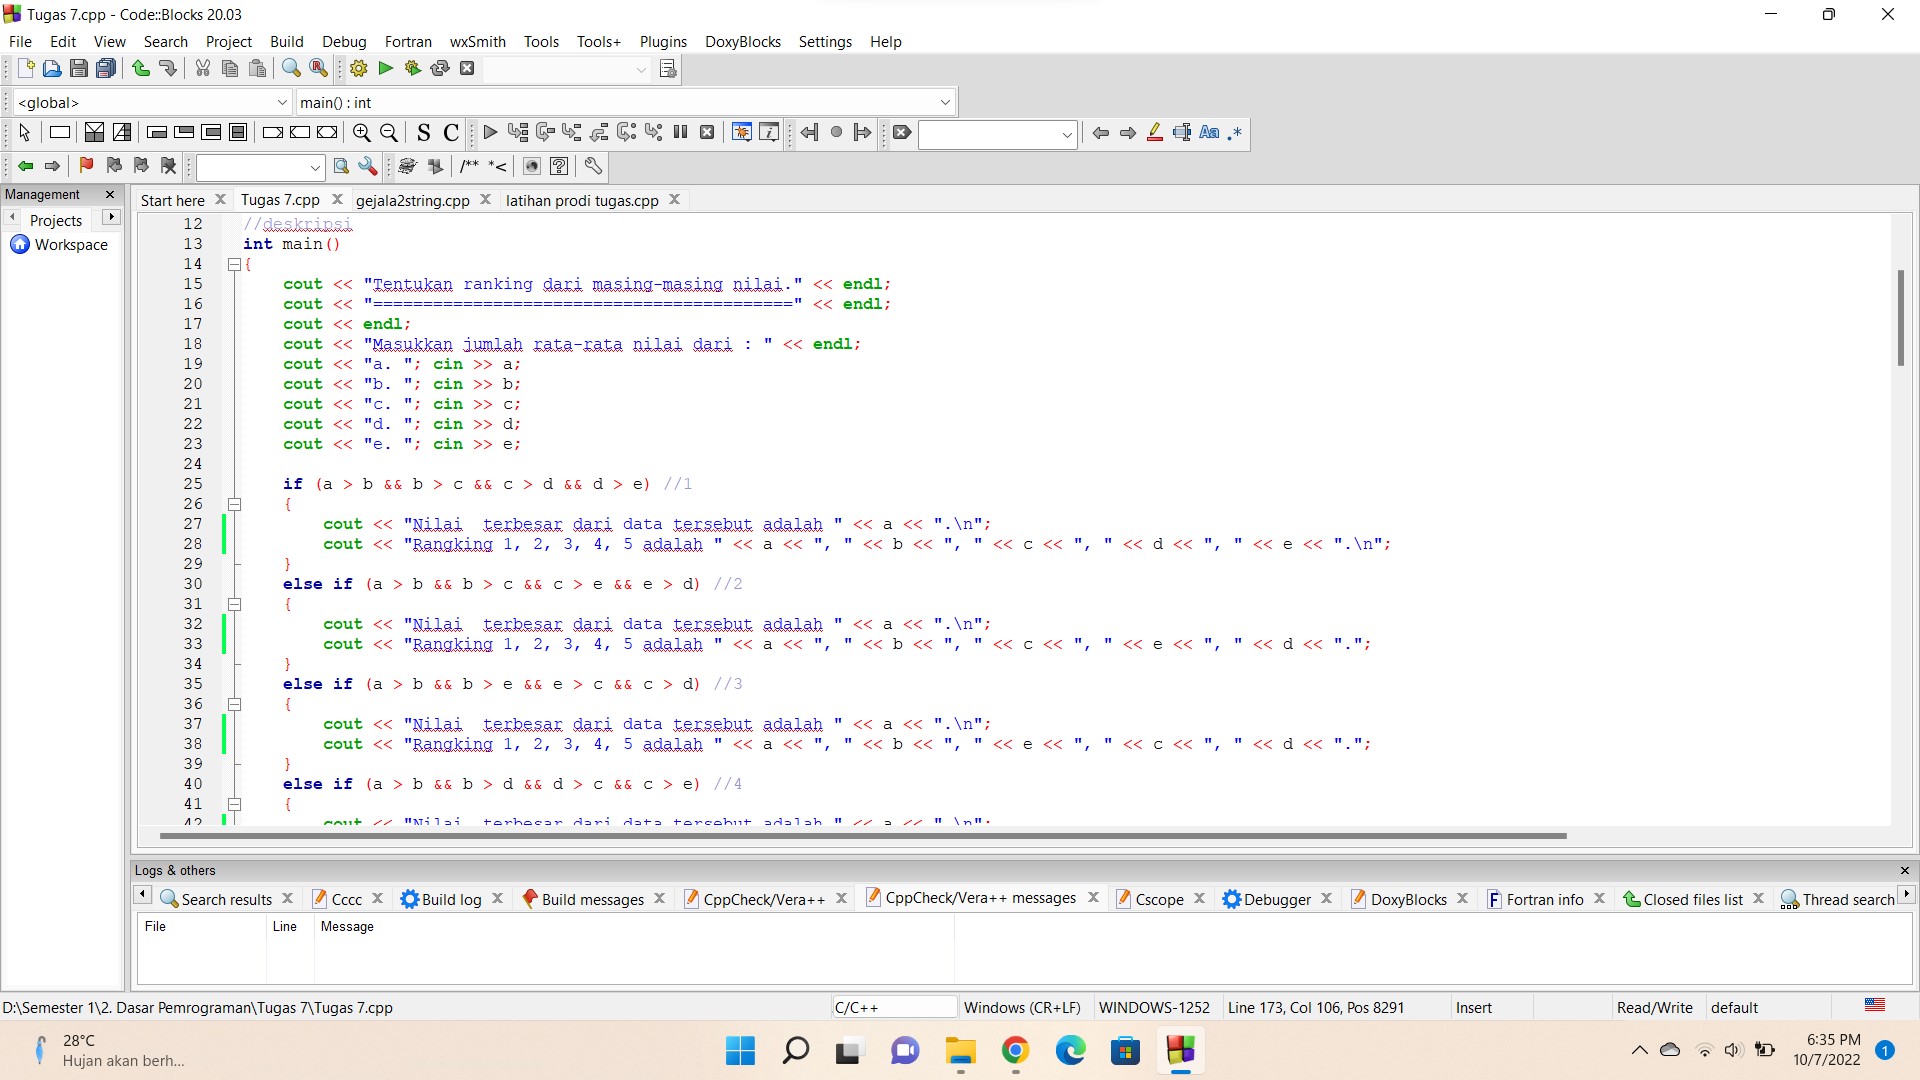 Tugas 7.cpp - Code::Blocks 20.03
File Edit View Search Project Build Debug Fortran wxSmith Tools Tools+ Plugins DoxyBlocks Settings Help
<global> main() : int
S C Aa .*
/** *<
Management
Start here Tugas 7.cpp gejala2string.cpp latihan prodi tugas.cpp
Projects
Workspace
12 //deskripsi
13 int main()
14 {
15 cout << "Tentukan ranking dari masing-masing nilai." << endl;
16 cout << "==========================================" << endl;
17 cout << endl;
18 cout << "Masukkan jumlah rata-rata nilai dari : " << endl;
19 cout << "a. "; cin >> a;
20 cout << "b. "; cin >> b;
21 cout << "c. "; cin >> c;
22 cout << "d. "; cin >> d;
23 cout << "e. "; cin >> e;
24
25 if (a > b && b > c && c > d && d > e) //1
26 {
27 cout << "Nilai  terbesar dari data tersebut adalah " << a << ".\n";
28 cout << "Rangking 1, 2, 3, 4, 5 adalah " << a << ", " << b << ", " << c << ", " << d << ", " << e << ".\n";
29 }
30 else if (a > b && b > c && c > e && e > d) //2
31 {
32 cout << "Nilai  terbesar dari data tersebut adalah " << a << ".\n";
33 cout << "Rangking 1, 2, 3, 4, 5 adalah " << a << ", " << b << ", " << c << ", " << e << ", " << d << ".";
34 }
35 else if (a > b && b > e && e > c && c > d) //3
36 {
37 cout << "Nilai  terbesar dari data tersebut adalah " << a << ".\n";
38 cout << "Rangking 1, 2, 3, 4, 5 adalah " << a << ", " << b << ", " << e << ", " << c << ", " << d << ".";
39 }
40 else if (a > b && b > d && d > c && c > e) //4
41 {
42 cout << "Nilai  terbesar dari data tersebut adalah " << a << ".\n";
Logs & others
Search results Cccc Build log Build messages CppCheck/Vera++ CppCheck/Vera++ messages Cscope Debugger DoxyBlocks Fortran info Closed files list Thread search
File Line Message
D:\Semester 1\2. Dasar Pemrograman\Tugas 7\Tugas 7.cpp C/C++ Windows (CR+LF) WINDOWS-1252 Line 173, Col 106, Pos 8291 Insert Read/Write default
28°C
Hujan akan berh...
6:35 PM
10/7/2022
1